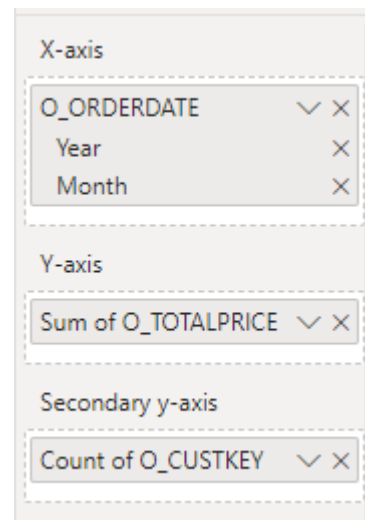 X-axis
O_ORDERDATE
Year
Month
Y-axis
Sum of O_TOTALPRICE
Secondary y-axis
Count of O_CUSTKEY